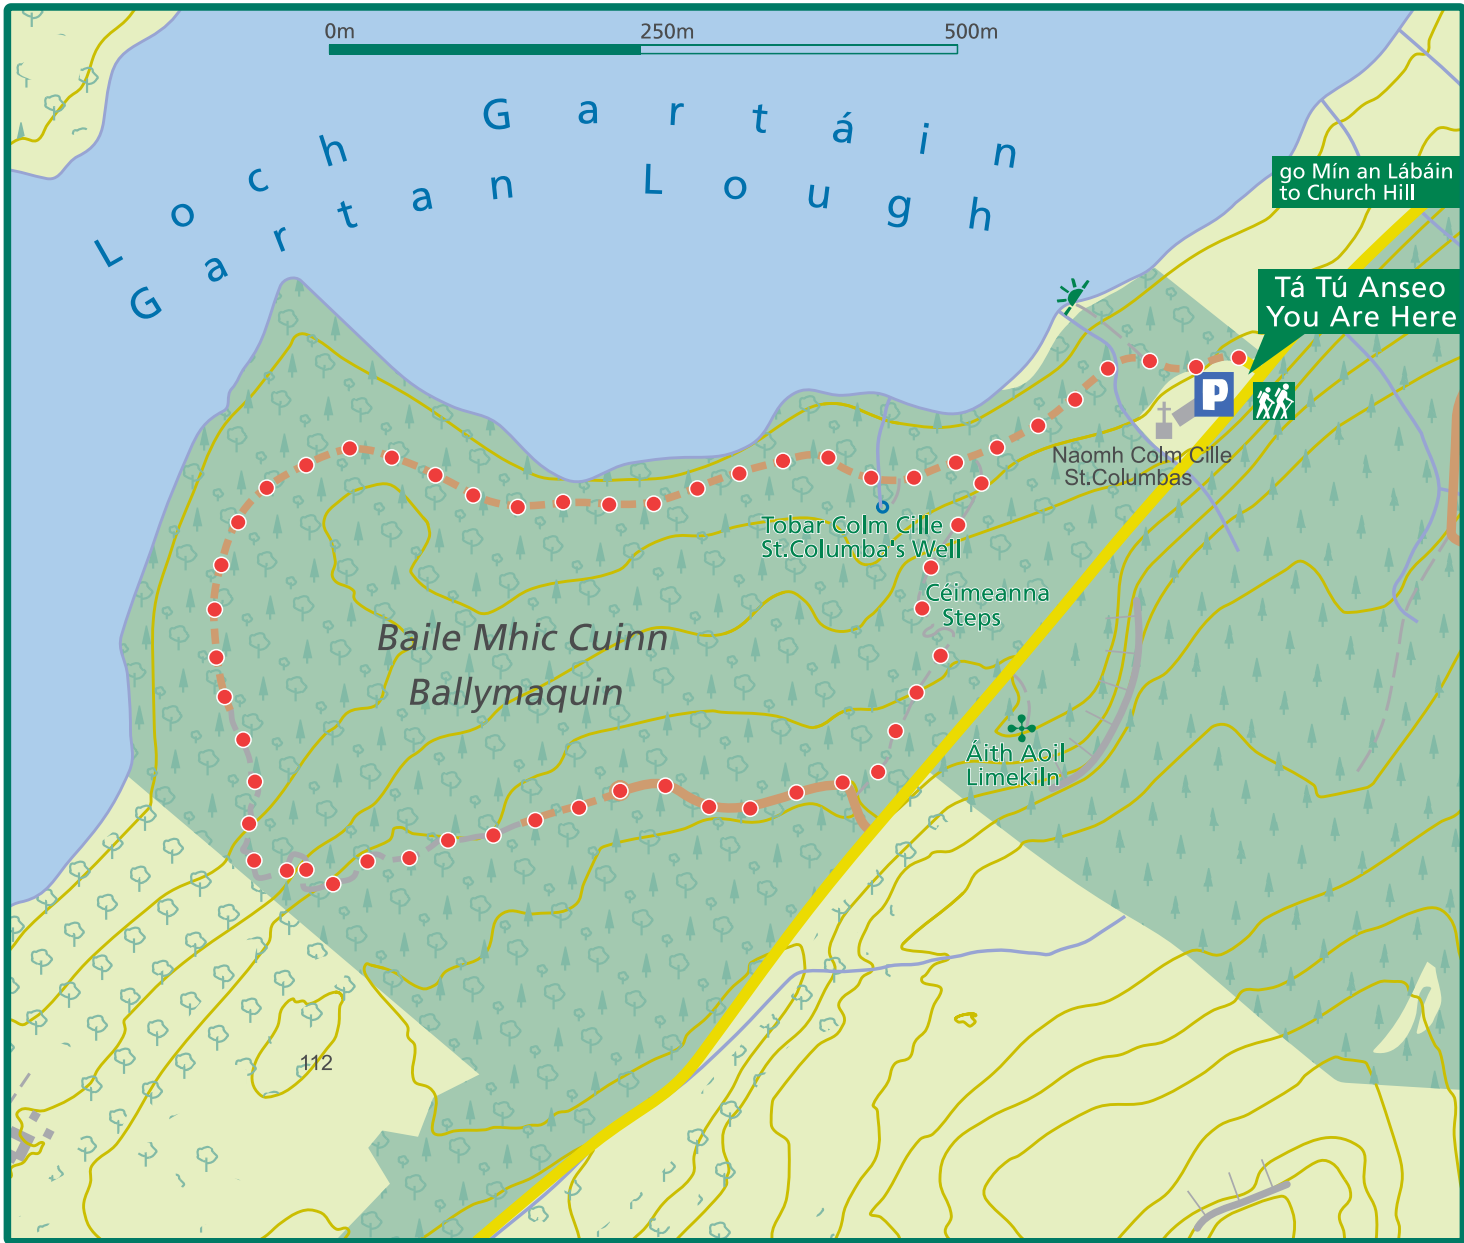 0m 250m 500m
Loch Gartáin
Gartan Lough
go Mín an Lábáin
to Church Hill
Tá Tú Anseo
You Are Here
P
Naomh Colm Cille
St.Columbas
Tobar Colm Cille
St.Columba's Well
Céimeanna
Steps
Baile Mhic Cuinn
Ballymaquin
Áith Aoil
Limekiln
112